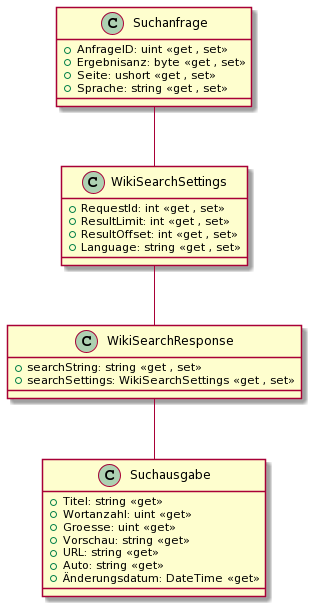 C Suchanfrage
AnfrageID: uint «get , set»
Ergebnisanz: byte «get , set»
Seite: ushort «get , set»
Sprache: string «get , set»
C WikiSearchSettings
RequestId: int «get , set»
ResultLimit: int «get , set»
ResultOffset: int «get , set»
Language: string «get , set»
C WikiSearchResponse
searchString: string «get , set»
searchSettings: WikiSearchSettings «get , set»
C Suchausgabe
Titel: string «get»
Wortanzahl: uint «get»
Groesse: uint «get»
Vorschau: string «get»
URL: string «get»
Auto: string «get»
Änderungsdatum: DateTime «get»